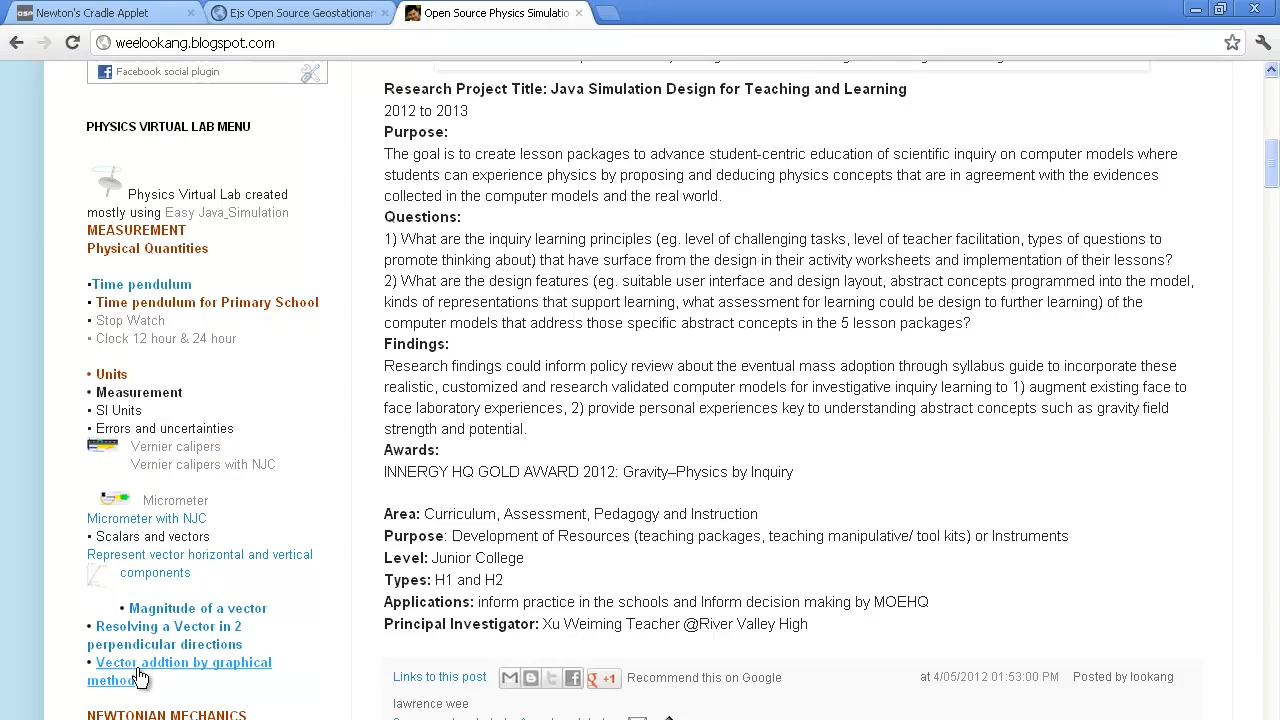 Newton's Cradle Applet
Ejs Open Source Geostationar
Open Source Physics Simulatio
weelookang.blogspot.com
Facebook social plugin
PHYSICS VIRTUAL LAB MENU
Physics Virtual Lab created
mostly using Easy Java_Simulation
MEASUREMENT
Physical Quantities
•Time pendulum
• Time pendulum for Primary School
• Stop Watch
• Clock 12 hour & 24 hour
• Units
• Measurement
• SI Units
• Errors and uncertainties
Vernier calipers
Vernier calipers with NJC
Micrometer
Micrometer with NJC
• Scalars and vectors
Represent vector horizontal and vertical
components
• Magnitude of a vector
• Resolving a Vector in 2
perpendicular directions
• Vector addtion by graphical
method
NEWTONIAN MECHANICS
Research Project Title: Java Simulation Design for Teaching and Learning
2012 to 2013
Purpose:
The goal is to create lesson packages to advance student-centric education of scientific inquiry on computer models where
students can experience physics by proposing and deducing physics concepts that are in agreement with the evidences
collected in the computer models and the real world.
Questions:
1) What are the inquiry learning principles (eg. level of challenging tasks, level of teacher facilitation, types of questions to
promote thinking about) that have surface from the design in their activity worksheets and implementation of their lessons?
2) What are the design features (eg. suitable user interface and design layout, abstract concepts programmed into the model,
kinds of representations that support learning, what assessment for learning could be design to further learning) of the
computer models that address those specific abstract concepts in the 5 lesson packages?
Findings:
Research findings could inform policy review about the eventual mass adoption through syllabus guide to incorporate these
realistic, customized and research validated computer models for investigative inquiry learning to 1) augment existing face to
face laboratory experiences, 2) provide personal experiences key to understanding abstract concepts such as gravity field
strength and potential.
Awards:
INNERGY HQ GOLD AWARD 2012: Gravity–Physics by Inquiry
Area: Curriculum, Assessment, Pedagogy and Instruction
Purpose: Development of Resources (teaching packages, teaching manipulative/ tool kits) or Instruments
Level: Junior College
Types: H1 and H2
Applications: inform practice in the schools and Inform decision making by MOEHQ
Principal Investigator: Xu Weiming Teacher @River Valley High
Links to this post +1 Recommend this on Google at 4/05/2012 01:53:00 PM Posted by lookang
lawrence wee